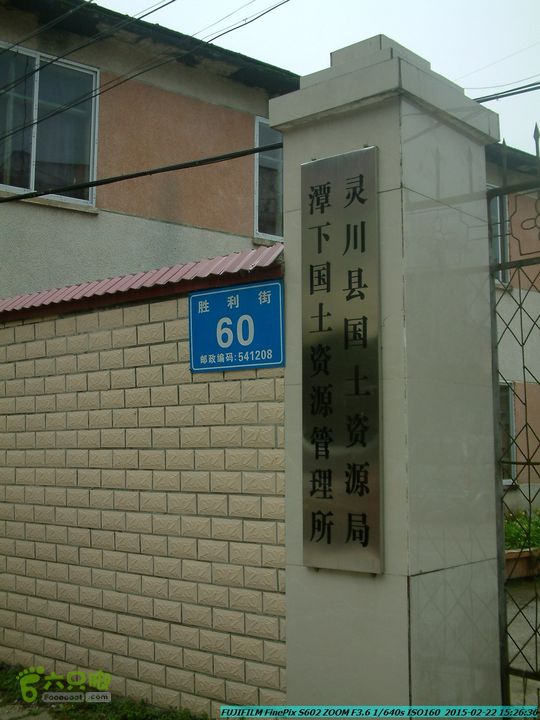 灵川县国土资源局
潭下国土资源管理所
胜利街
60
邮政编码:541208
六只脚
Foooooot.com
FUJIFILM FinePix S602 ZOOM F3.6 1/640s ISO160 2015-02-22 15:26:36